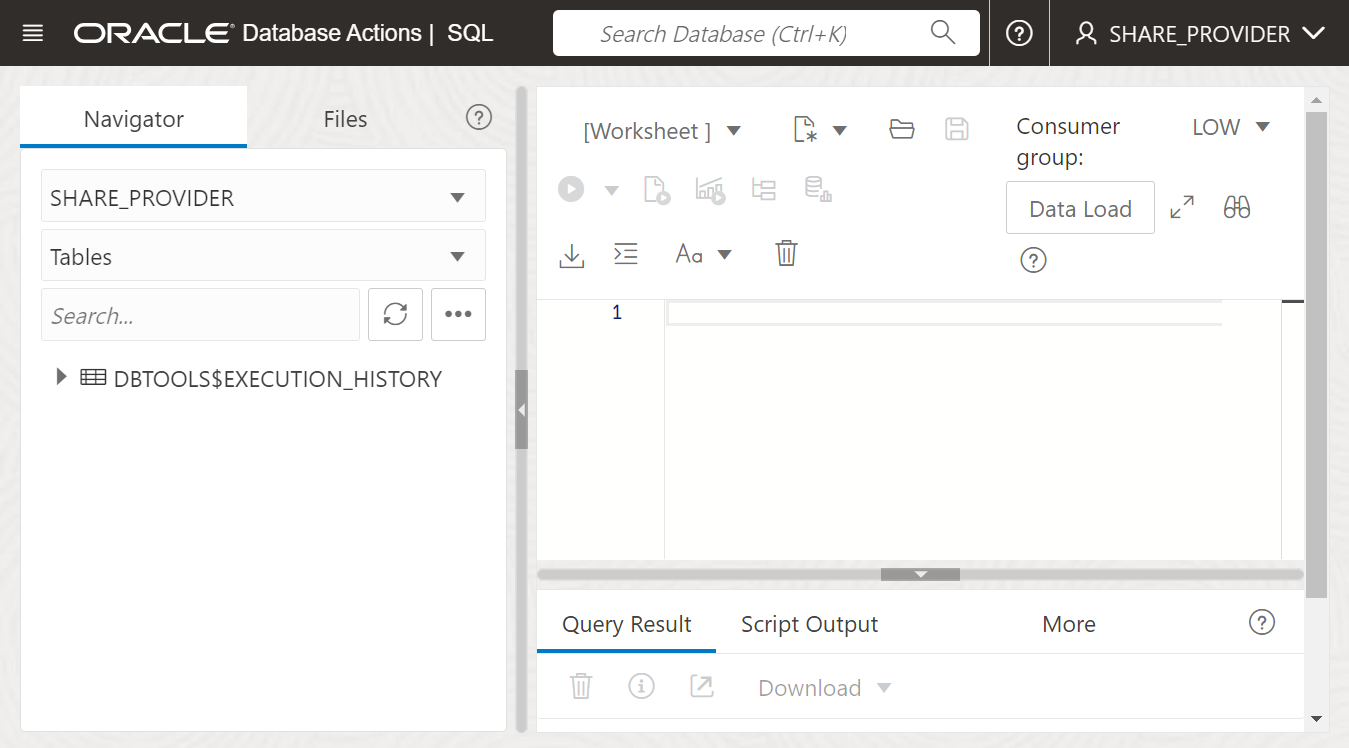 ORACLE® Database Actions | SQL
Search Database (Ctrl+K)
SHARE_PROVIDER
Navigator
Files
SHARE_PROVIDER
Tables
Search...
DBTOOLS$EXECUTION_HISTORY
[Worksheet ]
Consumer
group:
LOW
Data Load
Aa
1
Query Result
Script Output
More
Download